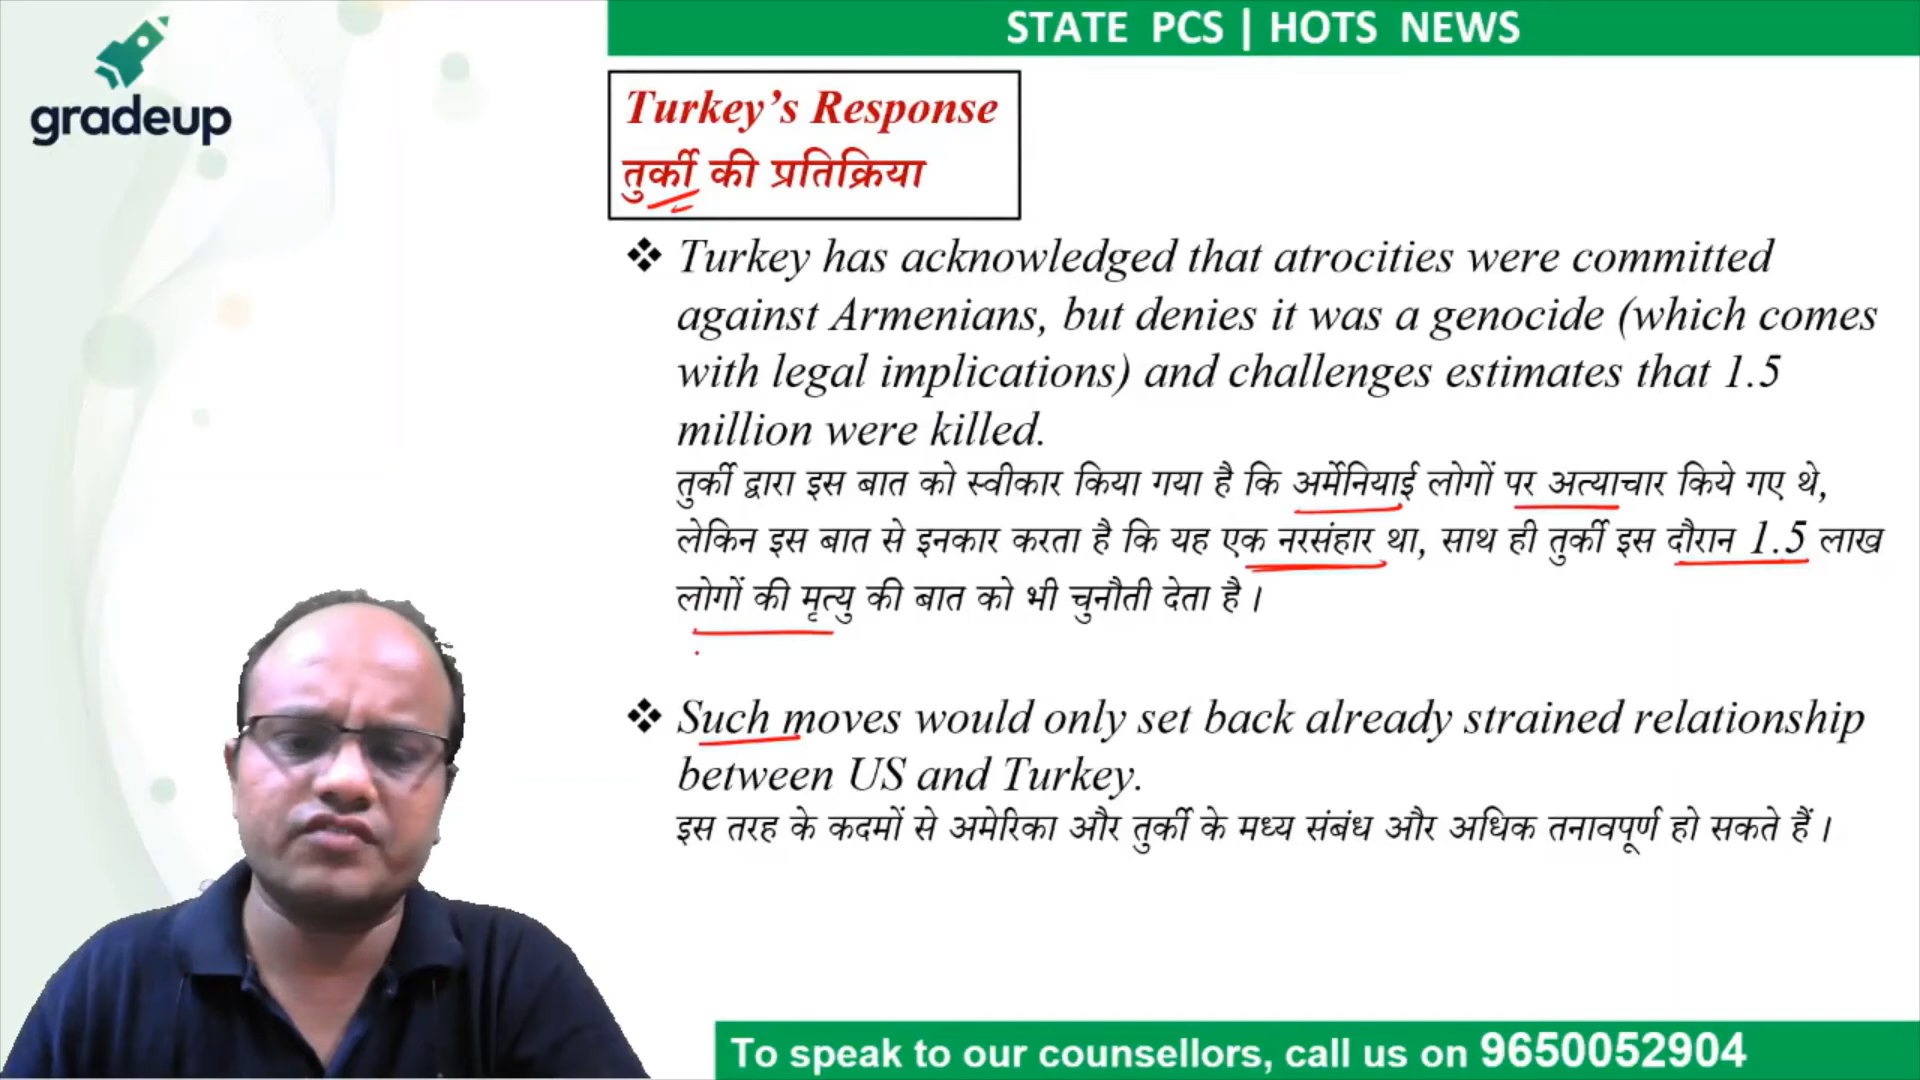 gradeup
STATE PCS | HOTS NEWS
Turkey’s Response
तुर्की की प्रतिक्रिया
❖ Turkey has acknowledged that atrocities were committed
against Armenians, but denies it was a genocide (which comes
with legal implications) and challenges estimates that 1.5
million were killed.
तुर्की द्वारा इस बात को स्वीकार किया गया है कि अर्मेनियाई लोगों पर अत्याचार किये गए थे,
लेकिन इस बात से इनकार करता है कि यह एक नरसंहार था, साथ ही तुर्की इस दौरान 1.5 लाख
लोगों की मृत्यु की बात को भी चुनौती देता है।
❖ Such moves would only set back already strained relationship
between US and Turkey.
इस तरह के कदमों से अमेरिका और तुर्की के मध्य संबंध और अधिक तनावपूर्ण हो सकते हैं।
To speak to our counsellors, call us on 9650052904